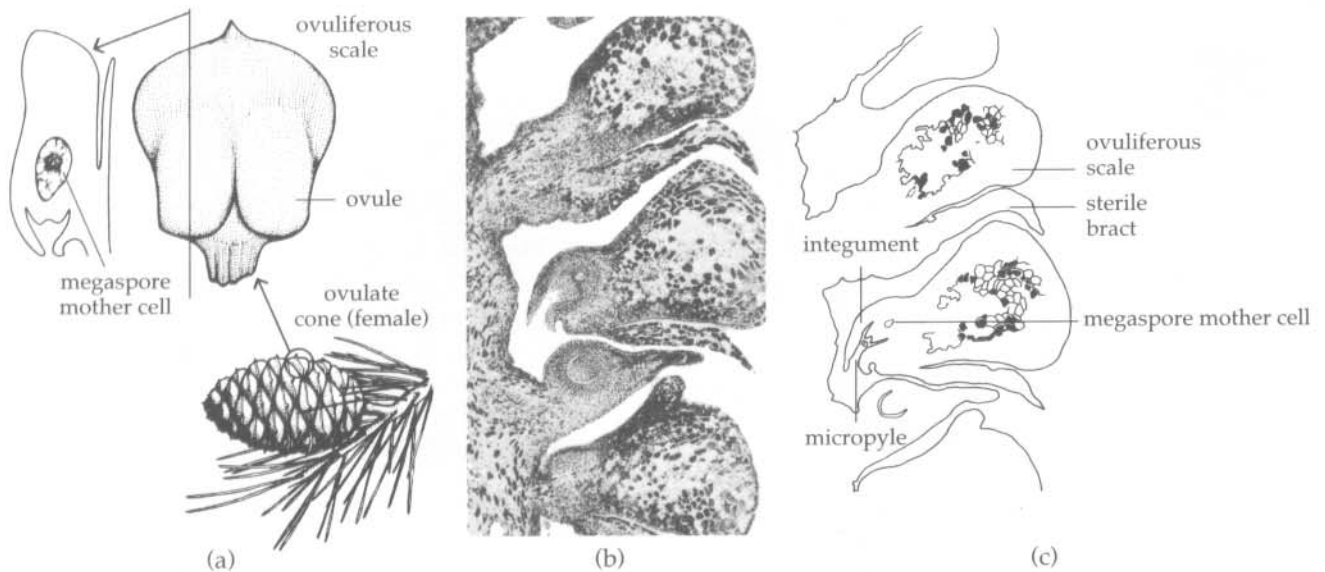 ovuliferous
scale
ovule
megaspore
mother cell
ovulate
cone (female)
(a)
(b)
ovuliferous
scale
sterile
bract
integument
megaspore mother cell
micropyle
(c)